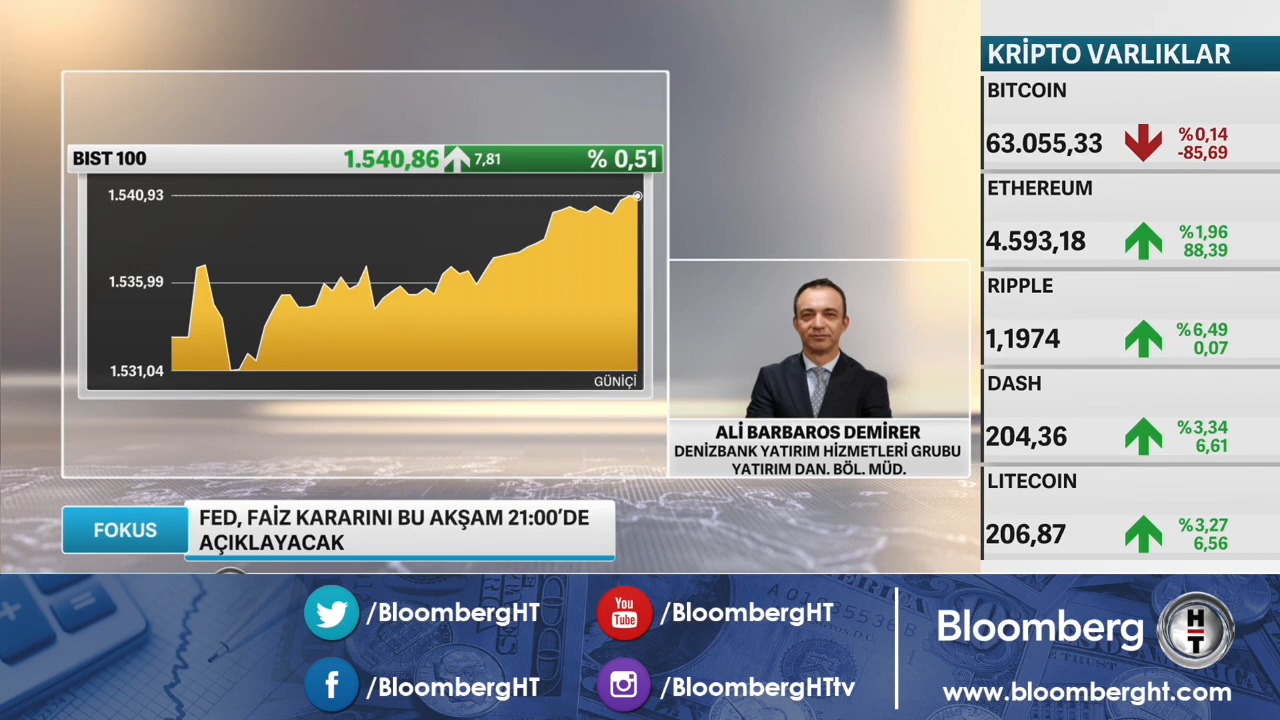 BIST 100 1.540,86 7,81 % 0,51
1.540,93
1.535,99
1.531,04
GÜNİÇİ
ALİ BARBAROS DEMİRER
DENİZBANK YATIRIM HİZMETLERİ GRUBU
YATIRIM DAN. BÖL. MÜD.
FOKUS
FED, FAİZ KARARINI BU AKŞAM 21:00’DE
AÇIKLAYACAK
KRİPTO VARLIKLAR
BITCOIN
63.055,33 %0,14
-85,69
ETHEREUM
4.593,18 %1,96
88,39
RIPPLE
1,1974 %6,49
0,07
DASH
204,36 %3,34
6,61
LITECOIN
206,87 %3,27
6,56
/BloombergHT
You
Tube
/BloombergHT
/BloombergHT
/BloombergHTtv
Bloomberg HT
www.bloomberght.com